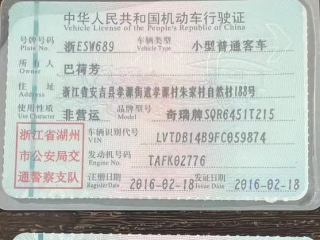 中华人民共和国机动车行驶证
Vehicle License of the People's Republic of China
号牌号码 浙ESW689 车辆类型 小型普通客车
Plate No. Vehicle Type
所有人 巴荷芳
Owner
住址 浙江省安吉县孝源街道孝源村朱家村自然村188号
Address
使用性质 非营运 品牌型号 奇瑞牌SQR6451T215
Use Character Model
浙江省湖州
市公安局交
通警察支队
车辆识别代号 LVTDB14B9FC059874
VIN
发动机号码 TAFK02776
Engine No.
注册日期 2016-02-18 发证日期 2016-02-18
Register Date Issue Date